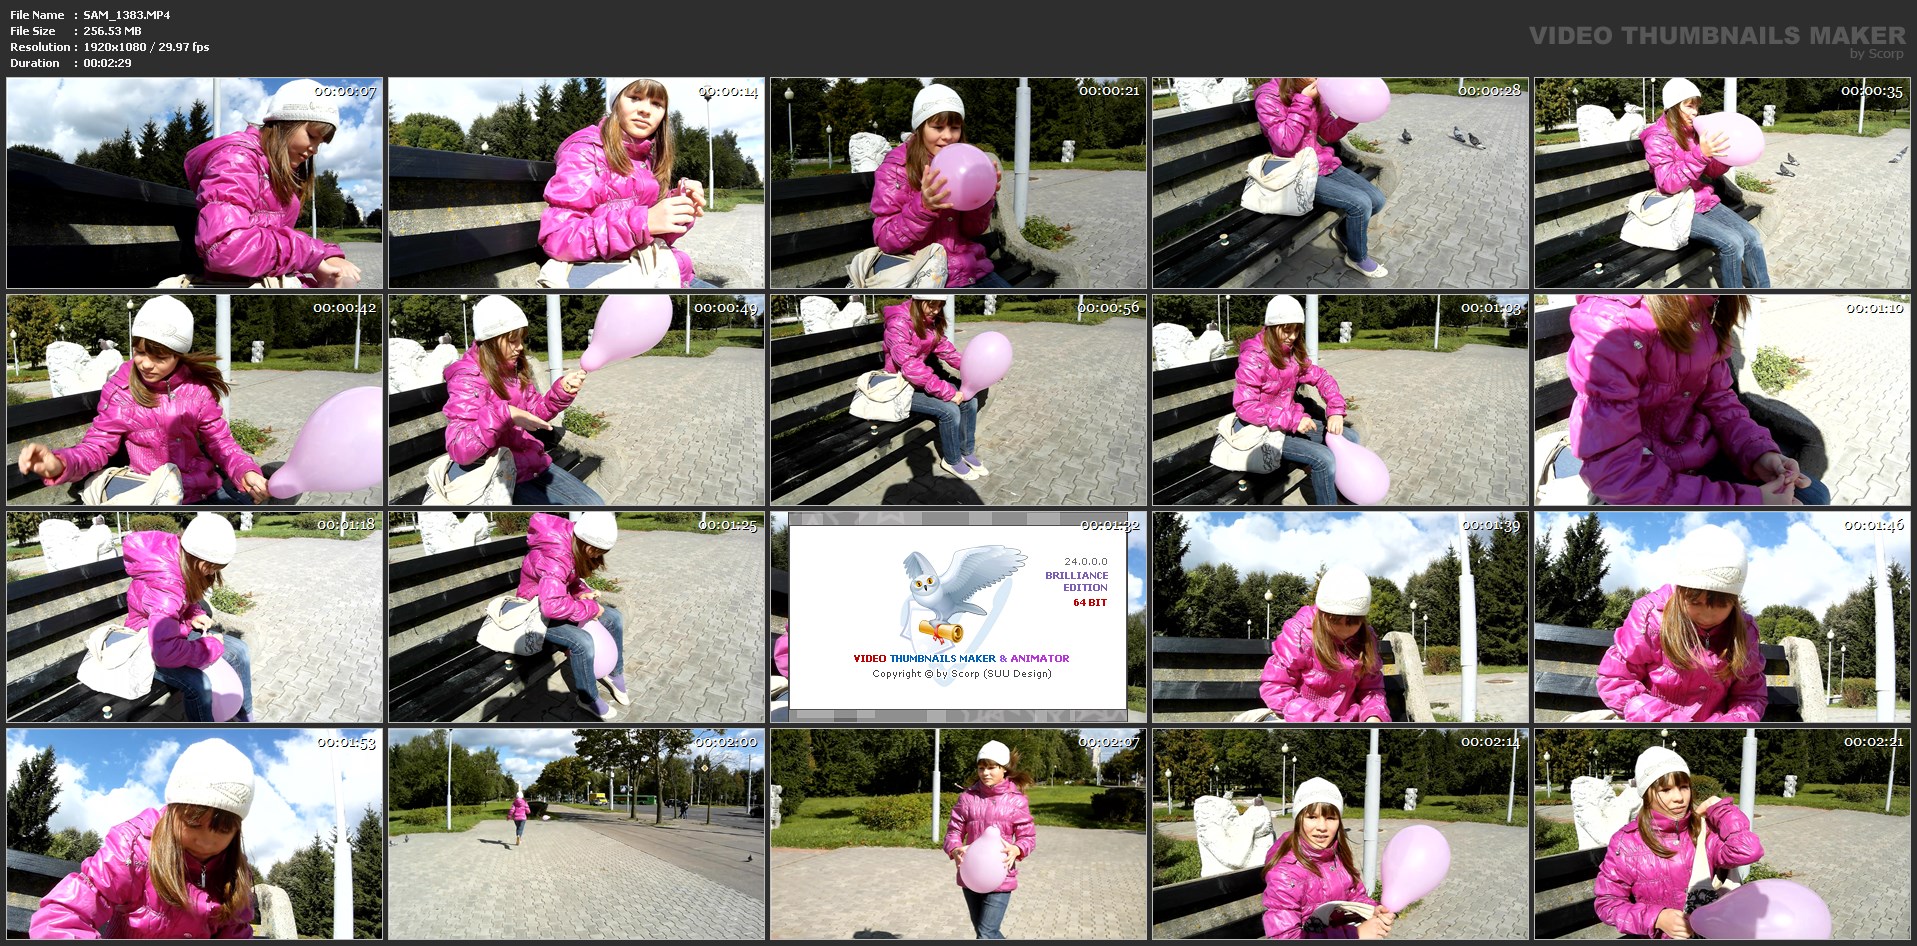 File Name : SAM_1383.MP4
File Size : 256.53 MB
Resolution : 1920x1080 / 29.97 fps
Duration : 00:02:29
VIDEO THUMBNAILS MAKER
by Scorp
00:00:07
00:00:14
00:00:21
00:00:28
00:00:35
00:00:42
00:00:49
00:00:56
00:01:03
00:01:10
00:01:18
00:01:25
00:01:32
24.0.0.0
BRILLIANCE
EDITION
64 BIT
VIDEO THUMBNAILS MAKER & ANIMATOR
Copyright © by Scorp (SUU Design)
00:01:39
00:01:46
00:01:53
00:02:00
00:02:07
00:02:14
00:02:21